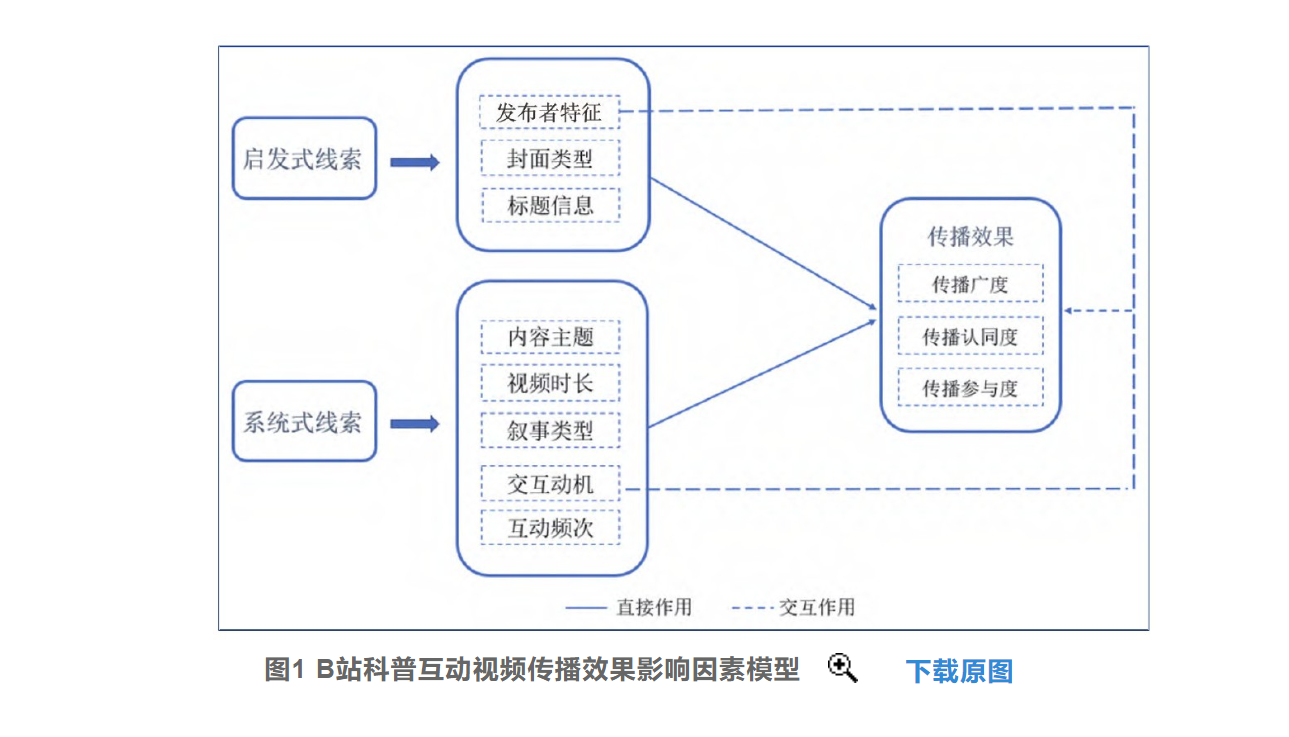 启发式线索
发布者特征
封面类型
标题信息
系统式线索
内容主题
视频时长
叙事类型
交互动机
互动频次
传播效果
传播广度
传播认同度
传播参与度
直接作用
交互作用
图1 B站科普互动视频传播效果影响因素模型
下载原图